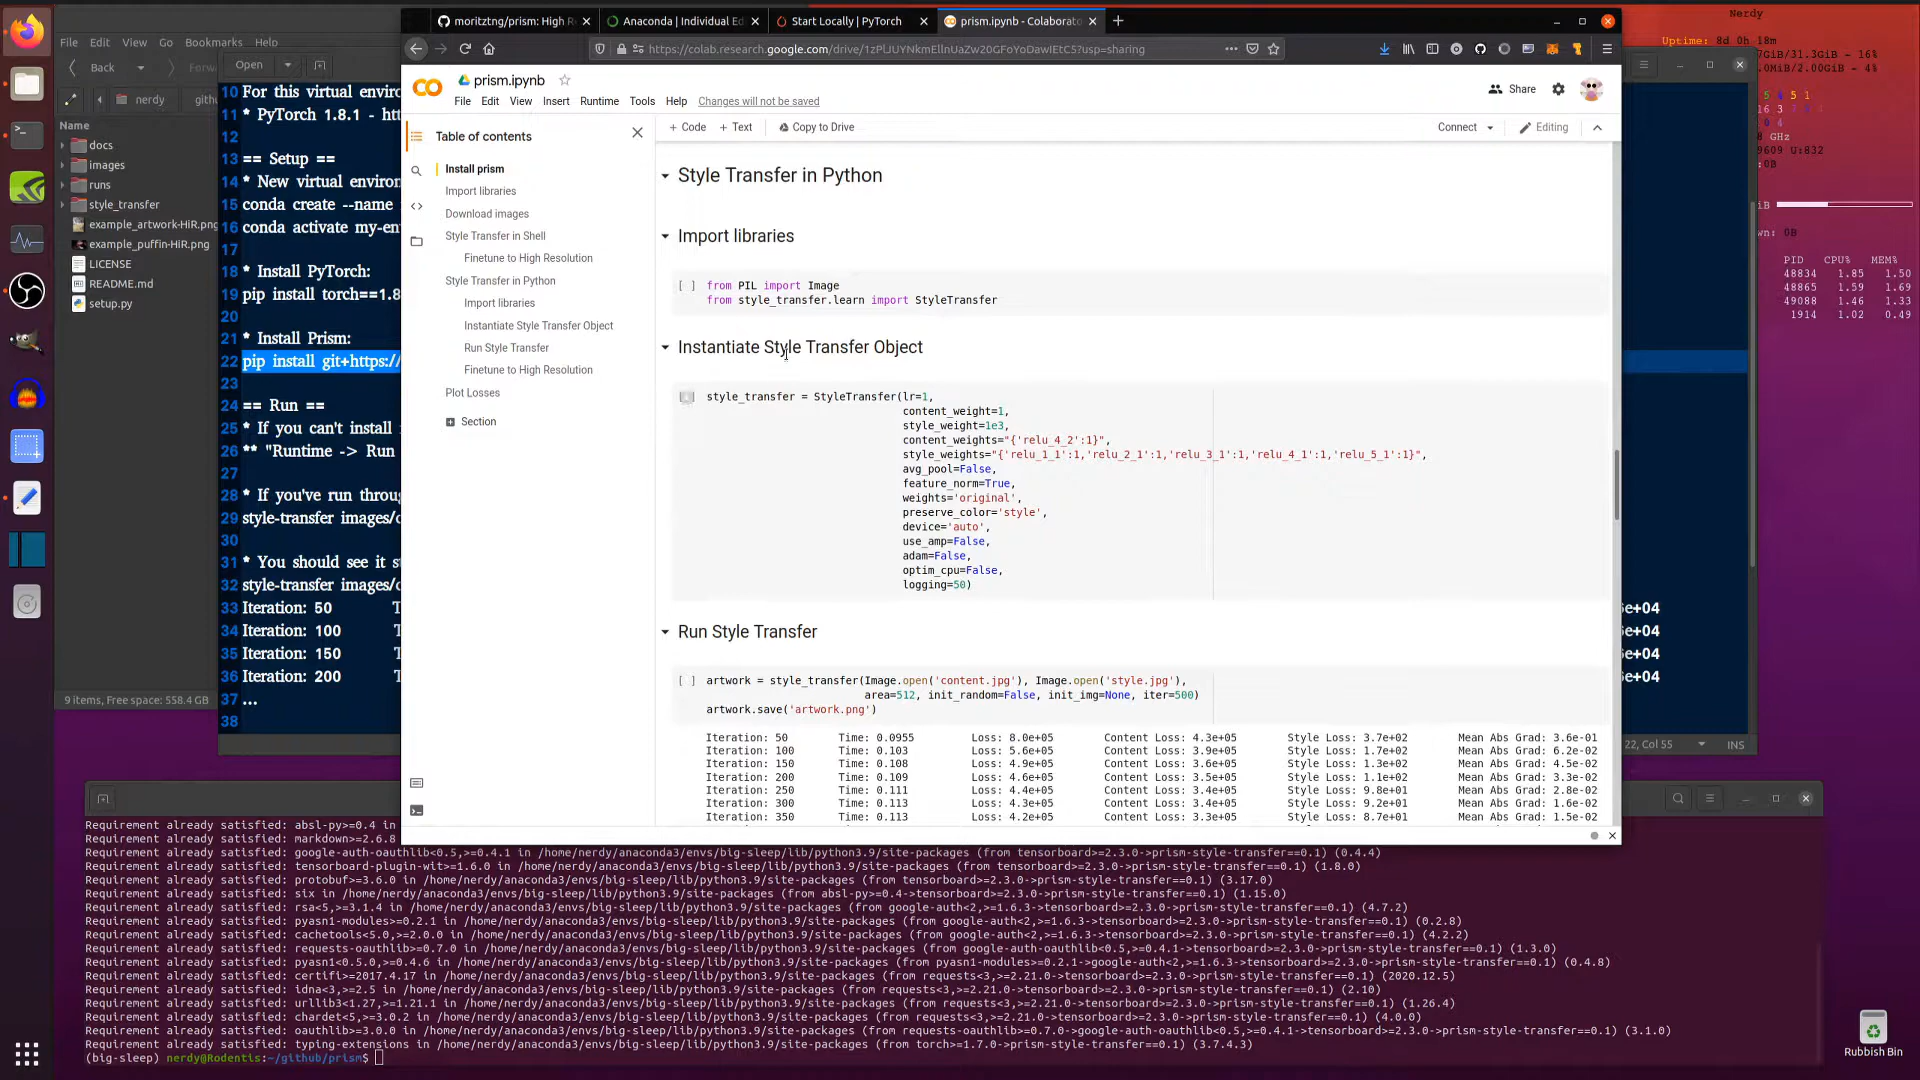 moritztng/prism: High R
Anaconda | Individual Ed
Start Locally | PyTorch
prism.ipynb - Colaborato
Nerdy
Uptime: 8d 0h 18m
File Edit View Go Bookmarks Help
Back
Open
https://colab.research.google.com/drive/
?usp=sharing
7GiB/31.3GiB - 16%
.0MiB/2.00GiB - 4%
prism.ipynb
Share
File Edit View Insert Runtime Tools Help Changes will not be saved
+ Code + Text Copy to Drive
Connect
Editing
nerdy
Name
docs
images
runs
style_transfer
example_artwork-HiR.png
example_puffin-HiR.png
LICENSE
README.md
setup.py
9 items, Free space: 558.4 GB
10 For this virtual enviro
11 * PyTorch 1.8.1 - ht
12
13 == Setup ==
14 * New virtual environ
15 conda create --name
16 conda activate my-en
17
18 * Install PyTorch:
19 pip install torch==1.8
20
21 * Install Prism:
22 pip install git+https://
23
24 == Run ==
25 * If you can't install
26 ** "Runtime -> Run
27
28 * If you've run throu
29 style-transfer images/c
30
31 * You should see it s
32 style-transfer images/c
33 Iteration: 50 T
34 Iteration: 100 T
35 Iteration: 150 T
36 Iteration: 200 T
37 ...
38
Table of contents
Install prism
Import libraries
Download images
Style Transfer in Shell
Finetune to High Resolution
Style Transfer in Python
Import libraries
Instantiate Style Transfer Object
Run Style Transfer
Finetune to High Resolution
Plot Losses
Section
Style Transfer in Python
Import libraries
[ ] from PIL import Image
from style_transfer.learn import StyleTransfer
Instantiate Style Transfer Object
style_transfer = StyleTransfer(lr=1,
content_weight=1,
style_weight=1e3,
content_weights="{'relu_4_2':1}",
style_weights="{'relu_1_1':1,'relu_2_1':1,'relu_3_1':1,'relu_4_1':1,'relu_5_1':1}",
avg_pool=False,
feature_norm=True,
weights='original',
preserve_color='style',
device='auto',
use_amp=False,
adam=False,
optim_cpu=False,
logging=50)
Run Style Transfer
[ ] artwork = style_transfer(Image.open('content.jpg'), Image.open('style.jpg'),
area=512, init_random=False, init_img=None, iter=500)
artwork.save('artwork.png')
Iteration: 50 Time: 0.0955 Loss: 8.0e+05 Content Loss: 4.3e+05 Style Loss: 3.7e+02 Mean Abs Grad: 3.6e-01
Iteration: 100 Time: 0.103 Loss: 5.6e+05 Content Loss: 3.9e+05 Style Loss: 1.7e+02 Mean Abs Grad: 6.2e-02
Iteration: 150 Time: 0.108 Loss: 4.9e+05 Content Loss: 3.6e+05 Style Loss: 1.3e+02 Mean Abs Grad: 4.5e-02
Iteration: 200 Time: 0.109 Loss: 4.6e+05 Content Loss: 3.5e+05 Style Loss: 1.1e+02 Mean Abs Grad: 3.3e-02
Iteration: 250 Time: 0.111 Loss: 4.4e+05 Content Loss: 3.4e+05 Style Loss: 9.8e+01 Mean Abs Grad: 2.8e-02
Iteration: 300 Time: 0.113 Loss: 4.3e+05 Content Loss: 3.4e+05 Style Loss: 9.2e+01 Mean Abs Grad: 1.6e-02
Iteration: 350 Time: 0.113 Loss: 4.2e+05 Content Loss: 3.3e+05 Style Loss: 8.7e+01 Mean Abs Grad: 1.5e-02
GHz
9609 U:832
:0B
wn: 0B
PID CPU% MEM%
48834 1.85 1.50
48865 1.59 1.69
49088 1.46 1.33
1914 1.02 0.49
e+04
e+04
e+04
e+04
22, Col 55 INS
Requirement already satisfied: absl-py>=0.4 in
Requirement already satisfied: markdown>=2.6.8
Requirement already satisfied: google-auth-oauthlib<0.5,>=0.4.1 in /home/nerdy/anaconda3/envs/big-sleep/lib/python3.9/site-packages (from tensorboard>=2.3.0->prism-style-transfer==0.1) (0.4.4)
Requirement already satisfied: tensorboard-plugin-wit>=1.6.0 in /home/nerdy/anaconda3/envs/big-sleep/lib/python3.9/site-packages (from tensorboard>=2.3.0->prism-style-transfer==0.1) (1.8.0)
Requirement already satisfied: protobuf>=3.6.0 in /home/nerdy/anaconda3/envs/big-sleep/lib/python3.9/site-packages (from tensorboard>=2.3.0->prism-style-transfer==0.1) (3.17.0)
Requirement already satisfied: six in /home/nerdy/anaconda3/envs/big-sleep/lib/python3.9/site-packages (from absl-py>=0.4->tensorboard>=2.3.0->prism-style-transfer==0.1) (1.15.0)
Requirement already satisfied: rsa<5,>=3.1.4 in /home/nerdy/anaconda3/envs/big-sleep/lib/python3.9/site-packages (from google-auth<2,>=1.6.3->tensorboard>=2.3.0->prism-style-transfer==0.1) (4.7.2)
Requirement already satisfied: pyasn1-modules>=0.2.1 in /home/nerdy/anaconda3/envs/big-sleep/lib/python3.9/site-packages (from google-auth<2,>=1.6.3->tensorboard>=2.3.0->prism-style-transfer==0.1) (0.2.8)
Requirement already satisfied: cachetools<5.0,>=2.0.0 in /home/nerdy/anaconda3/envs/big-sleep/lib/python3.9/site-packages (from google-auth<2,>=1.6.3->tensorboard>=2.3.0->prism-style-transfer==0.1) (4.2.2)
Requirement already satisfied: requests-oauthlib>=0.7.0 in /home/nerdy/anaconda3/envs/big-sleep/lib/python3.9/site-packages (from google-auth-oauthlib<0.5,>=0.4.1->tensorboard>=2.3.0->prism-style-transfer==0.1) (1.3.0)
Requirement already satisfied: pyasn1<0.5.0,>=0.4.6 in /home/nerdy/anaconda3/envs/big-sleep/lib/python3.9/site-packages (from pyasn1-modules>=0.2.1->google-auth<2,>=1.6.3->tensorboard>=2.3.0->prism-style-transfer==0.1) (0.4.8)
Requirement already satisfied: certifi>=2017.4.17 in /home/nerdy/anaconda3/envs/big-sleep/lib/python3.9/site-packages (from requests<3,>=2.21.0->tensorboard>=2.3.0->prism-style-transfer==0.1) (2020.12.5)
Requirement already satisfied: idna<3,>=2.5 in /home/nerdy/anaconda3/envs/big-sleep/lib/python3.9/site-packages (from requests<3,>=2.21.0->tensorboard>=2.3.0->prism-style-transfer==0.1) (2.10)
Requirement already satisfied: urllib3<1.27,>=1.21.1 in /home/nerdy/anaconda3/envs/big-sleep/lib/python3.9/site-packages (from requests<3,>=2.21.0->tensorboard>=2.3.0->prism-style-transfer==0.1) (1.26.4)
Requirement already satisfied: chardet<5,>=3.0.2 in /home/nerdy/anaconda3/envs/big-sleep/lib/python3.9/site-packages (from requests<3,>=2.21.0->tensorboard>=2.3.0->prism-style-transfer==0.1) (4.0.0)
Requirement already satisfied: oauthlib>=3.0.0 in /home/nerdy/anaconda3/envs/big-sleep/lib/python3.9/site-packages (from requests-oauthlib>=0.7.0->google-auth-oauthlib<0.5,>=0.4.1->tensorboard>=2.3.0->prism-style-transfer==0.1) (3.1.0)
Requirement already satisfied: typing-extensions in /home/nerdy/anaconda3/envs/big-sleep/lib/python3.9/site-packages (from torch>=1.7.0->prism-style-transfer==0.1) (3.7.4.3)
(big-sleep) nerdy@Rodentis:~/github/prism$
Rubbish Bin